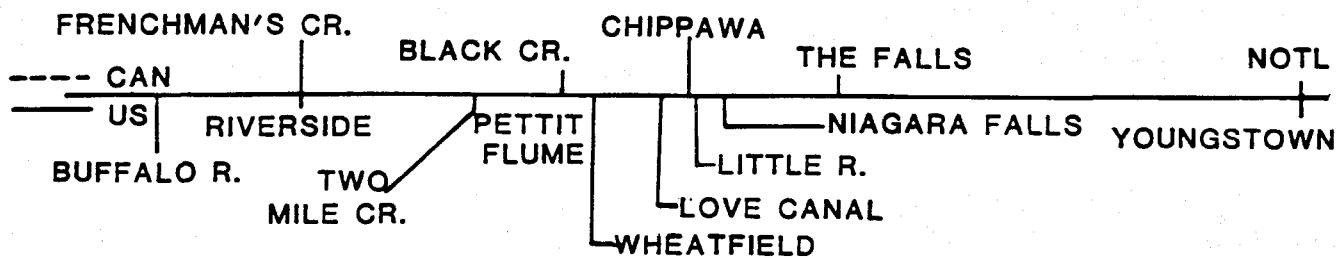 FRENCHMAN'S CR.
CHIPPAWA
BLACK CR.
THE FALLS
NOTL
CAN
US
RIVERSIDE
PETTIT
FLUME
NIAGARA FALLS
YOUNGSTOWN
BUFFALO R.
TWO
MILE CR.
LITTLE R.
LOVE CANAL
WHEATFIELD